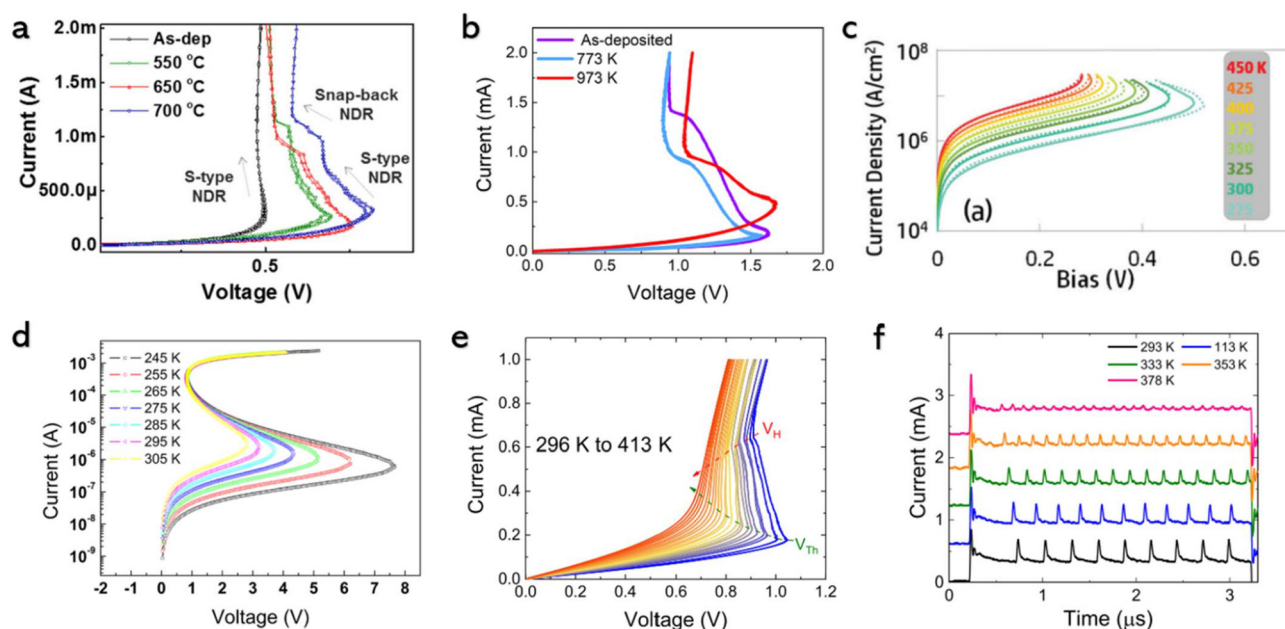 a
2.0m
1.5m
1.0m
500.0µ
0.0
Current (A)
As-dep
550 °C
650 °C
700 °C
Snap-back
NDR
S-type
NDR
S-type
NDR
0.5
Voltage (V)
b
2.0
1.5
1.0
0.5
0.0
Current (mA)
As-deposited
773 K
973 K
0.0 0.5 1.0 1.5 2.0
Voltage (V)
c
10⁸
10⁶
10⁴
Current Density (A/cm²)
450 K
425
400
375
350
325
300
275
(a)
0 0.2 0.4 0.6
Bias (V)
d
10⁻³
10⁻⁴
10⁻⁵
10⁻⁶
10⁻⁷
10⁻⁸
10⁻⁹
Current (A)
245 K
255 K
265 K
275 K
285 K
295 K
305 K
-2 -1 0 1 2 3 4 5 6 7 8
Voltage (V)
e
1.0
0.8
0.6
0.4
0.2
0.0
Current (mA)
296 K to 413 K
V_H
V_Th
0.0 0.2 0.4 0.6 0.8 1.0 1.2
Voltage (V)
f
4
3
2
1
0
Current (mA)
293 K 113 K
333 K 353 K
378 K
0 1 2 3
Time (µs)